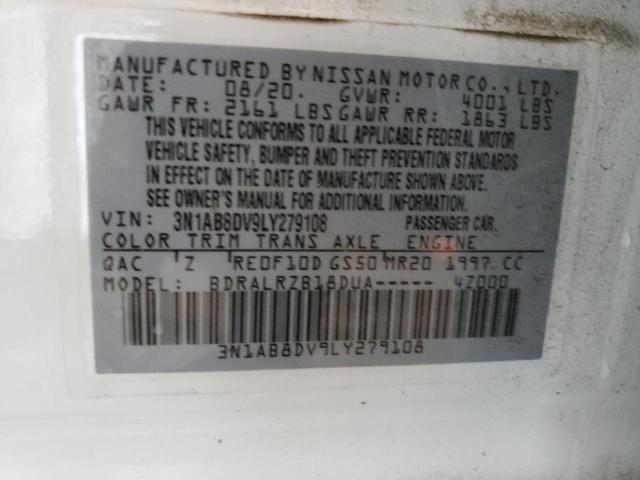 MANUFACTURED BY NISSAN MOTOR CO., LTD.
DATE: 08/20. GVWR: 4001 LBS
GAWR FR: 2161 LBS GAWR RR: 1863 LBS
THIS VEHICLE CONFORMS TO ALL APPLICABLE FEDERAL MOTOR
VEHICLE SAFETY, BUMPER AND THEFT PREVENTION STANDARDS
IN EFFECT ON THE DATE OF MANUFACTURE SHOWN ABOVE.
SEE OWNER'S MANUAL FOR ADDITIONAL INFORMATION.
VIN: 3N1AB8DV9LY279108 PASSENGER CAR.
COLOR TRIM TRANS AXLE ENGINE
QAC Z RE0F10D GS50 MR20 1997.CC
MODEL: BDRALRZB18DUA----- 4Z000
3N1AB8DV9LY279108